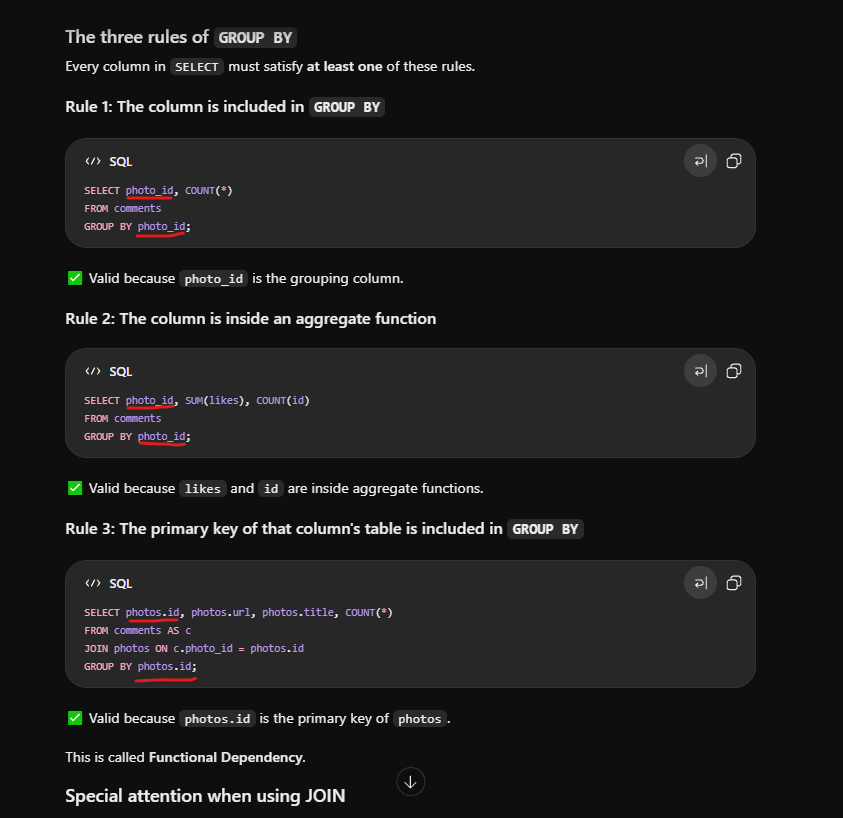 The three rules of GROUP BY
Every column in SELECT must satisfy at least one of these rules.
Rule 1: The column is included in GROUP BY
</> SQL
SELECT photo_id, COUNT(*)
FROM comments
GROUP BY photo_id;
✅ Valid because photo_id is the grouping column.
Rule 2: The column is inside an aggregate function
</> SQL
SELECT photo_id, SUM(likes), COUNT(id)
FROM comments
GROUP BY photo_id;
✅ Valid because likes and id are inside aggregate functions.
Rule 3: The primary key of that column's table is included in GROUP BY
</> SQL
SELECT photos.id, photos.url, photos.title, COUNT(*)
FROM comments AS c
JOIN photos ON c.photo_id = photos.id
GROUP BY photos.id;
✅ Valid because photos.id is the primary key of photos.
This is called Functional Dependency.
Special attention when using JOIN